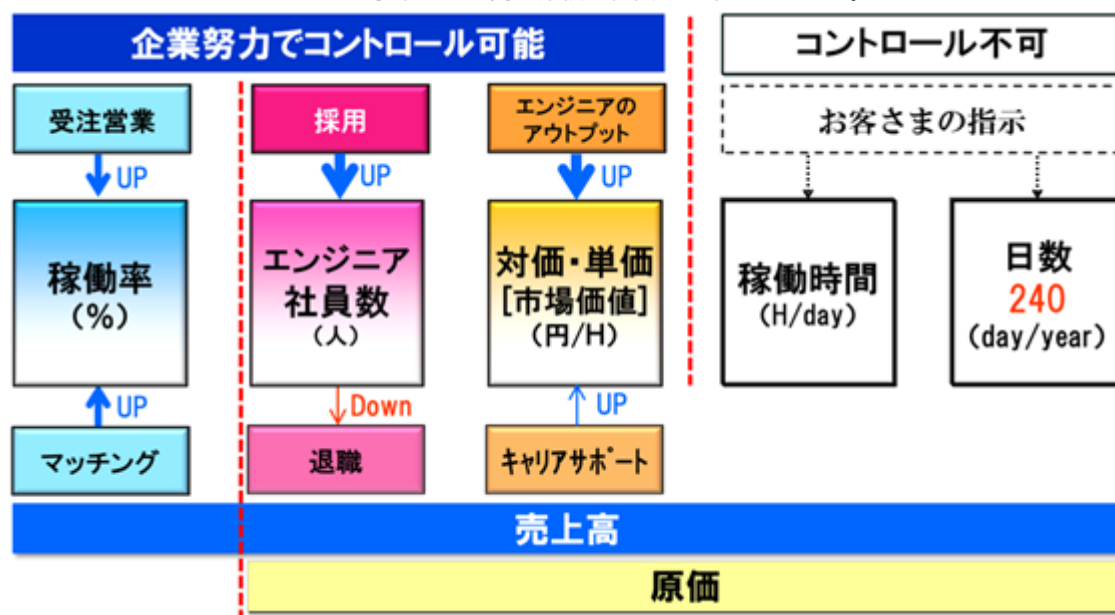 企業努力でコントロール可能
コントロール不可
受注営業
採用
エンジニアの
アウトプット
お客さまの指示
UP
UP
UP
稼働率
(%)
エンジニア
社員数
(人)
対価・単価
[市場価値]
(円/H)
稼働時間
(H/day)
日数
240
(day/year)
UP
Down
UP
マッチング
退職
キャリアサポート
売上高
原価